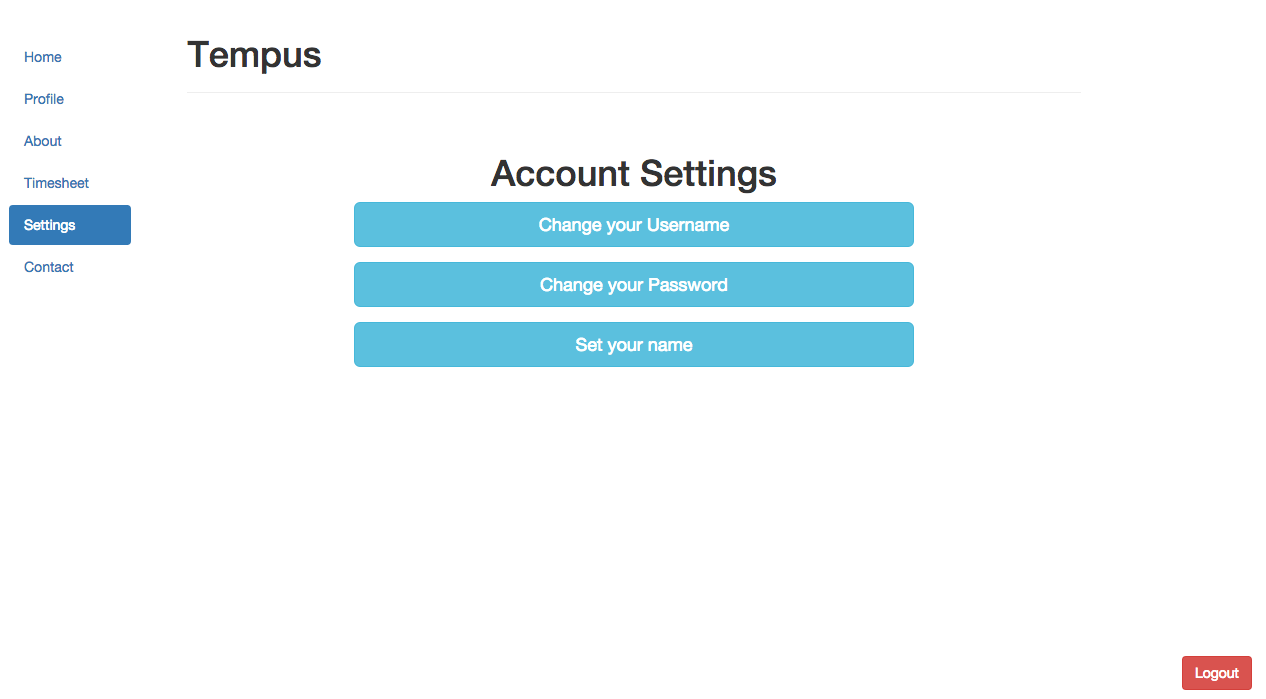 Tempus
Home
Profile
About
Timesheet
Settings
Contact
Account Settings
Change your Username
Change your Password
Set your name
Logout